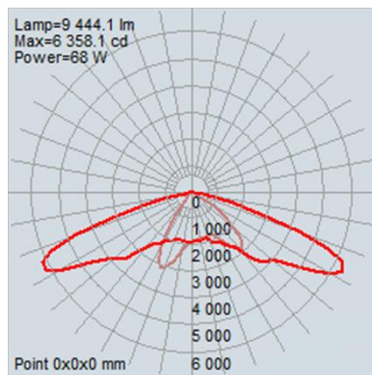 Lamp=9 444.1 lm
Max=6 358.1 cd
Power=68 W
0
1 000
2 000
3 000
4 000
5 000
6 000
Point 0x0x0 mm